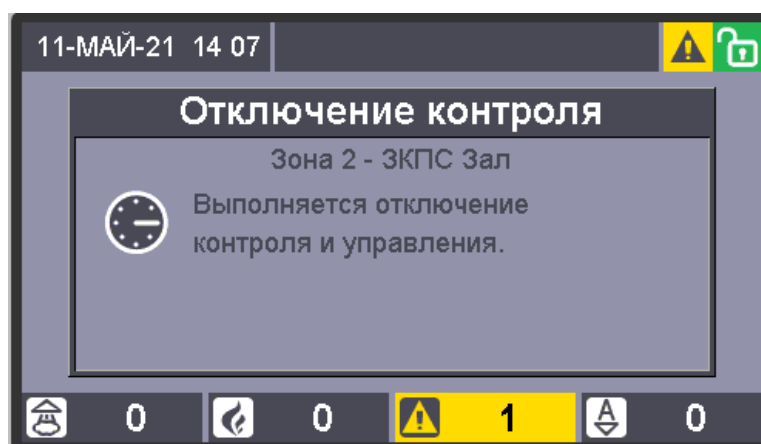 11-МАЙ-21 14 07
Отключение контроля
Зона 2 - ЗКПС Зал
Выполняется отключение
контроля и управления.
0 0 1 A 0